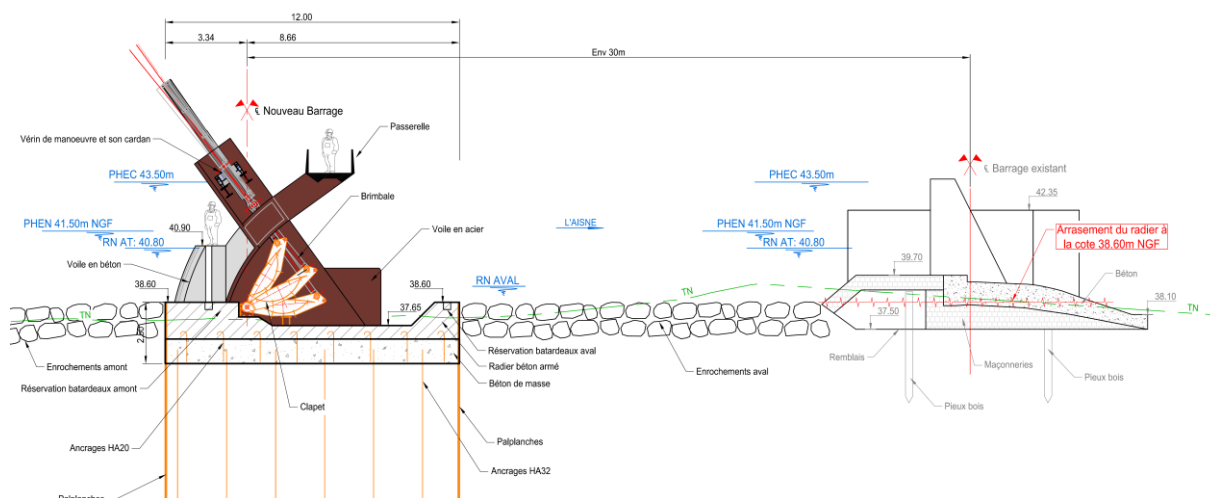 12.00
3.34
8.66
Env 30m
℄ Nouveau Barrage
Passerelle
Vérin de manoeuvre et son cardan
PHEC 43.50m
Brimbale
PHEN 41.50m NGF
40.90
RN AT: 40.80
Voile en béton
Voile en acier
L'AISNE
38.60
38.60
RN AVAL
TN
37.65
Enrochements amont
Réservation batardeaux amont
Ancrages HA20
Clapet
Réservation batardeaux aval
Radier béton armé
Béton de masse
Palplanches
Ancrages HA32
Palplanches
Enrochements aval
TN
℄ Barrage existant
PHEC 43.50m
42.35
PHEN 41.50m NGF
RN AT: 40.80
Arrasement du radier à
la cote 38.60m NGF
39.70
Béton
38.10
37.50
TN
Remblais
Maçonneries
Pieux bois
Pieux bois